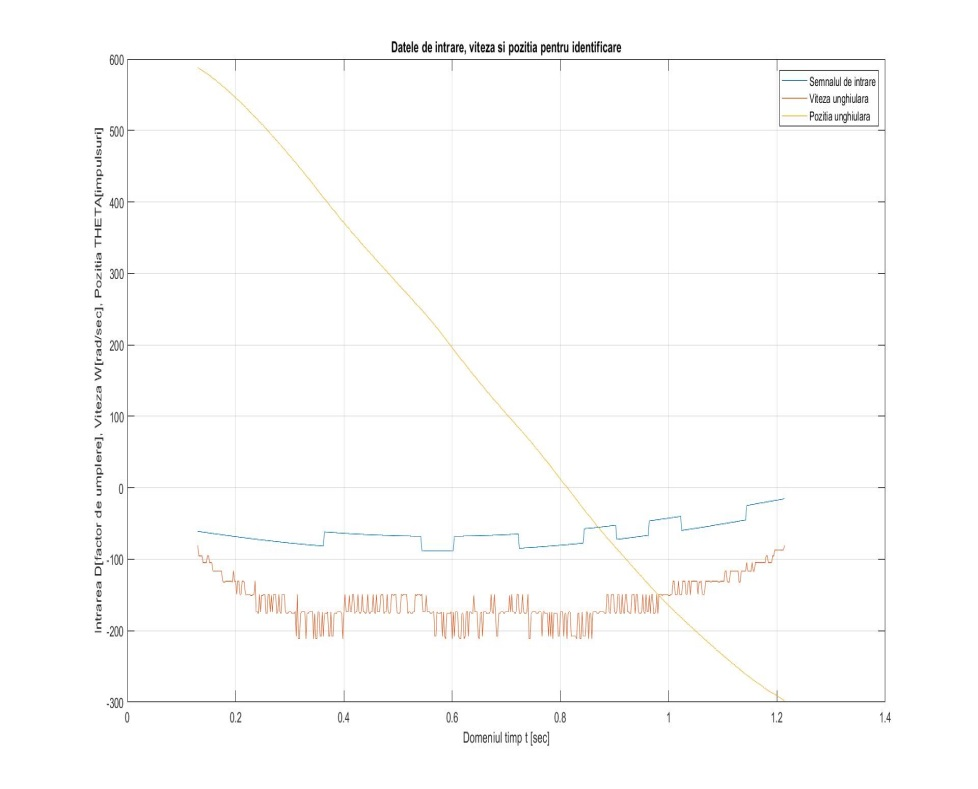 Datele de intrare, viteza si pozitia pentru identificare
600
500
400
300
200
100
0
-100
-200
-300
Intrarea D[factor de umplere], Viteza W[rad/sec], Pozitia THETA[impulsuri]
Semnalul de intrare
Viteza unghiulara
Pozitia unghiulara
0 0.2 0.4 0.6 0.8 1 1.2 1.4
Domeniul timp t [sec]